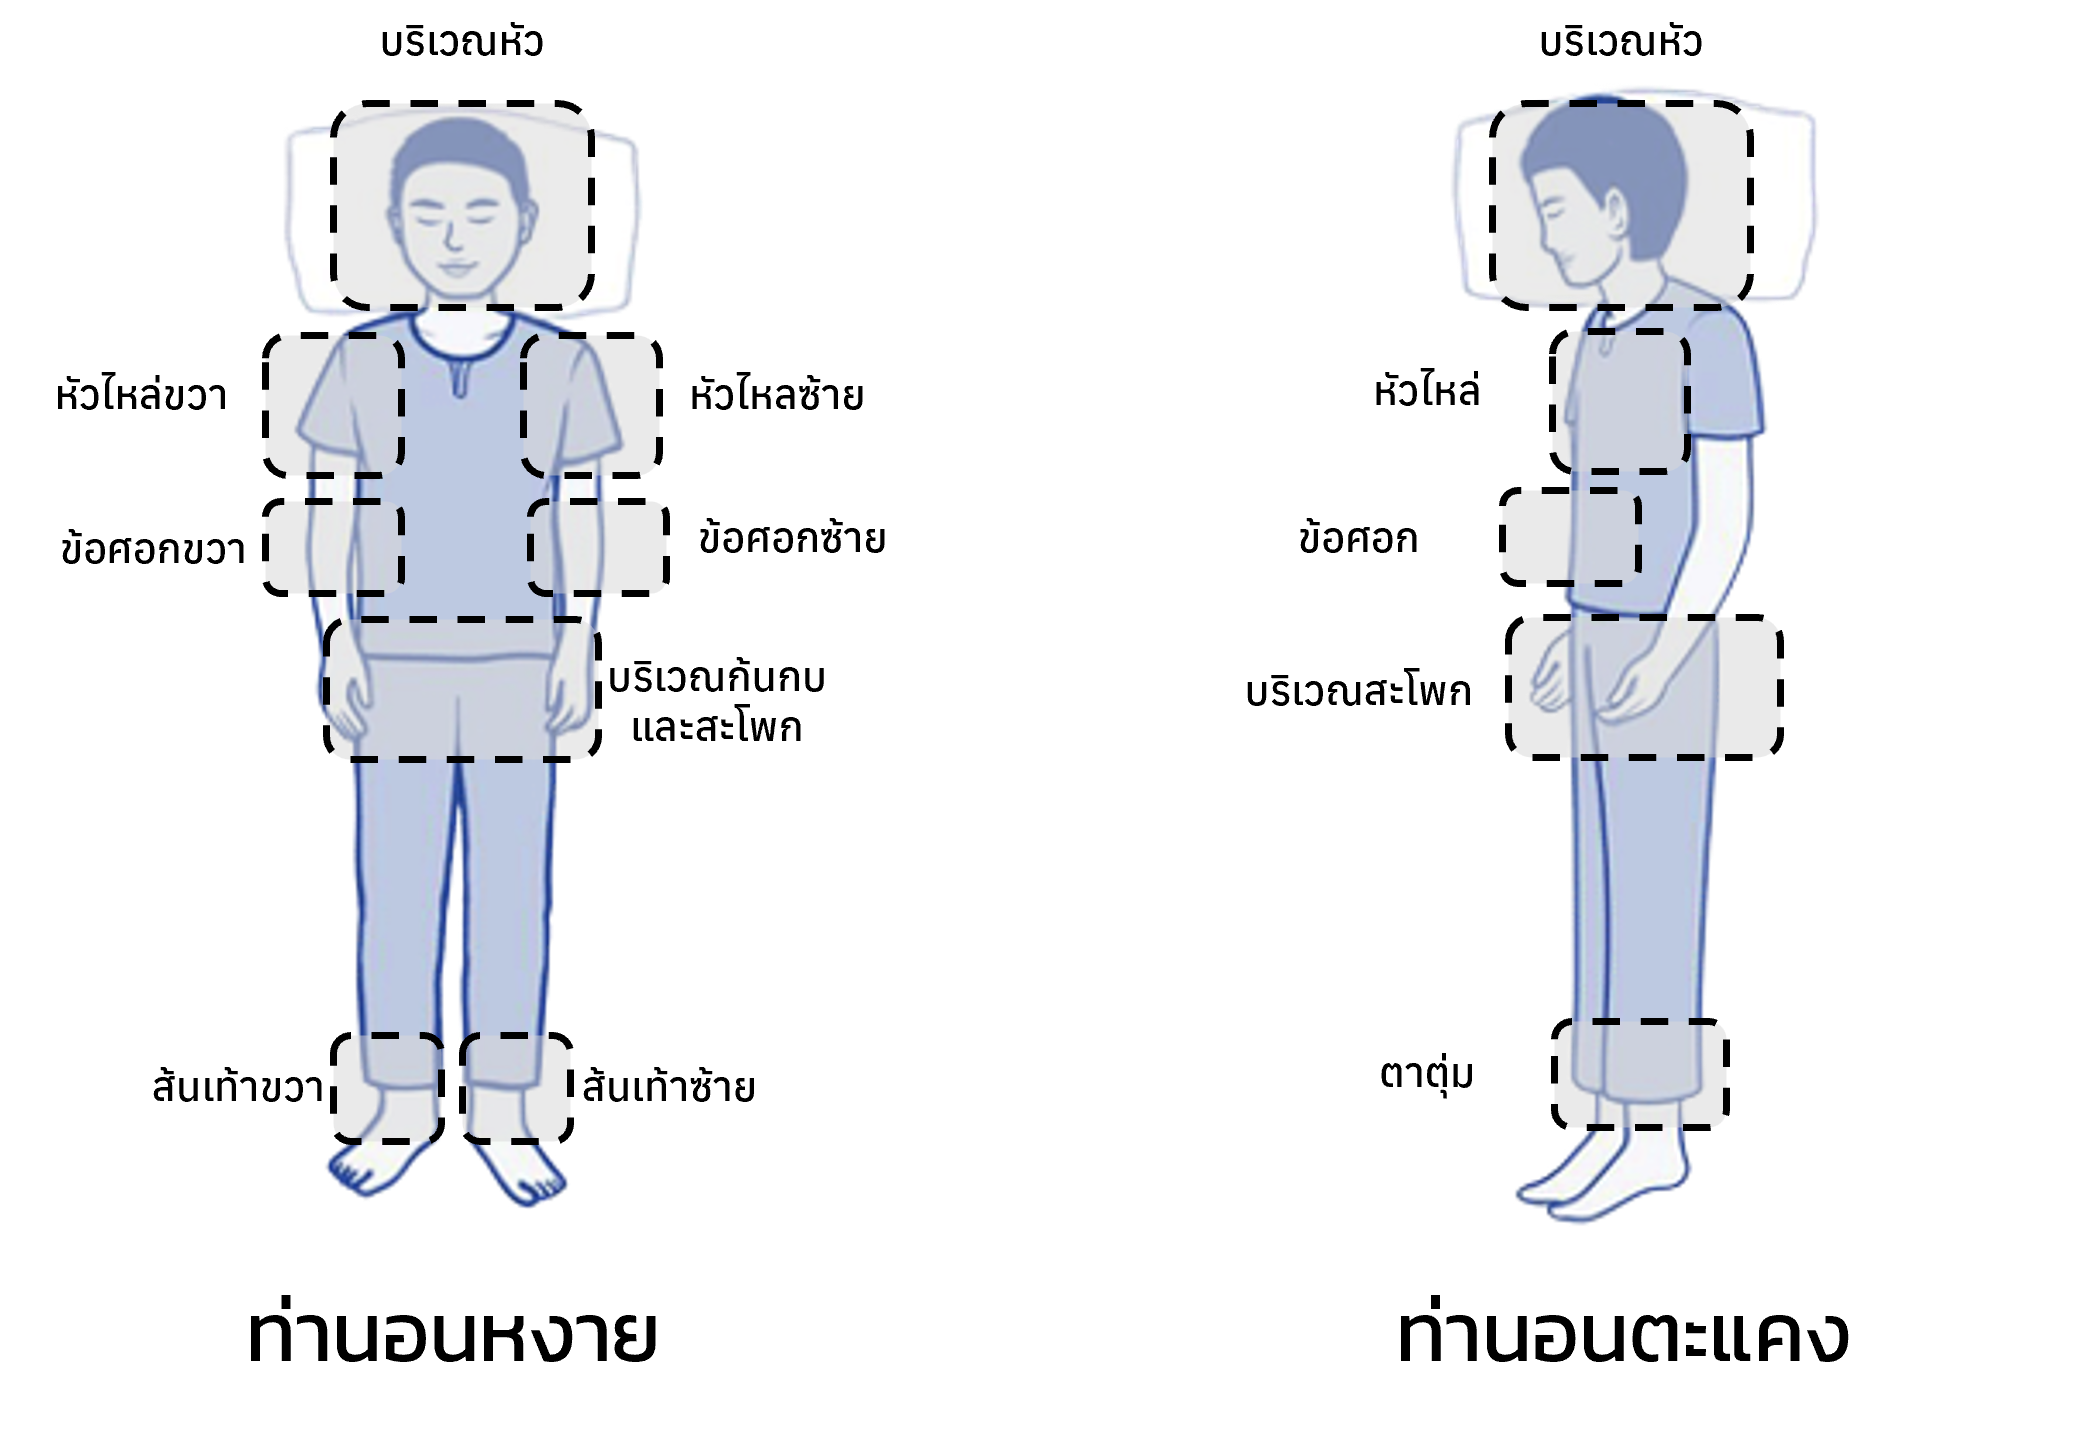 บริเวณหัว
หัวไหล่ขวา
หัวไหลซ้าย
ข้อศอกขวา
ข้อศอกซ้าย
บริเวณก้นกบ
และสะโพก
ส้นเท้าขวา
ส้นเท้าซ้าย
ท่านอนหงาย
บริเวณหัว
หัวไหล่
ข้อศอก
บริเวณสะโพก
ตาตุ่ม
ท่านอนตะแคง